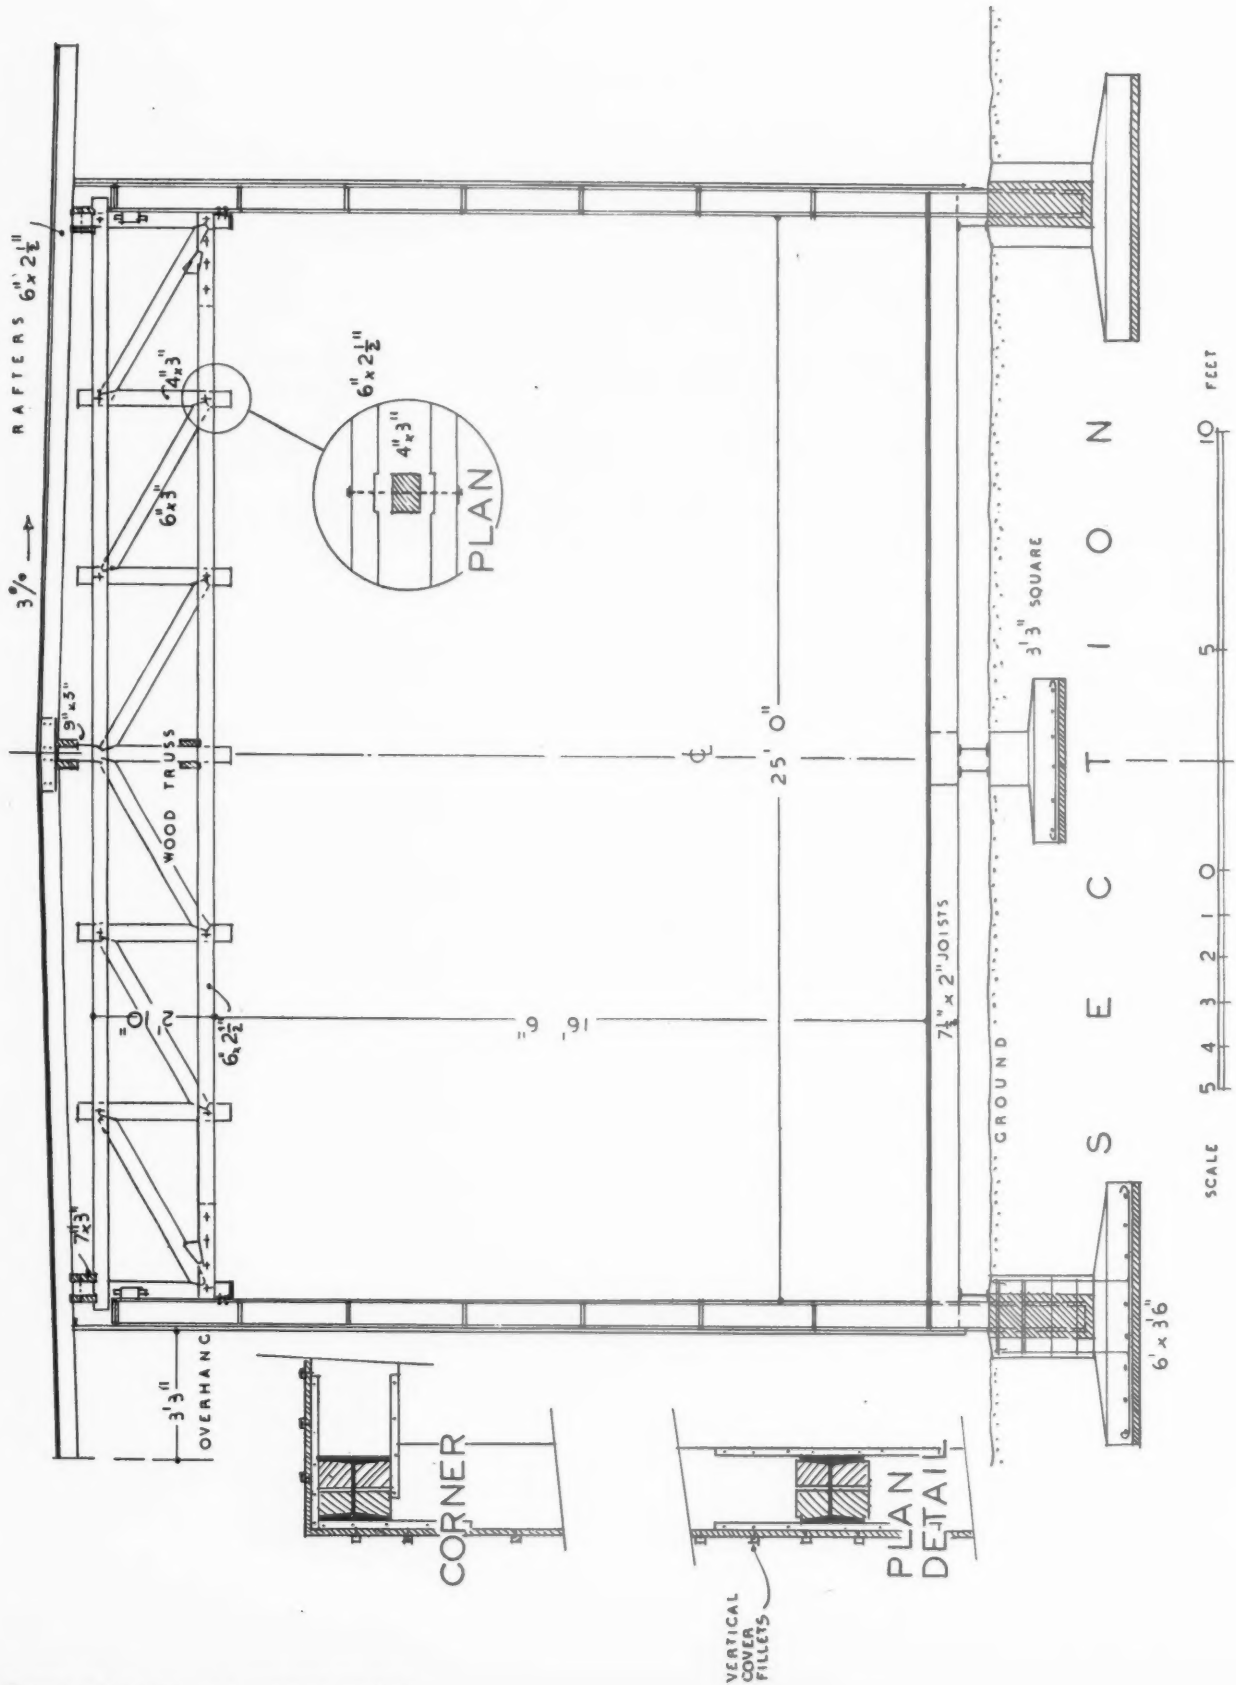 RAFTERS 6" x 2½"
3% 
9" x 3"
7" x 3"
4" x 3"
6" x 3"
WOOD TRUSS
6" x 2½"
4" x 3"
PLAN
2'-0"
6" x 2½"
3'3"
OVERHANG
16'-6"
25' 0"
7½" x 2" JOISTS
GROUND
3'3" SQUARE
6' x 3'6"
CORNER
PLAN
DETAIL
VERTICAL
COVER
FILLETS
SECTION
SCALE 5 4 3 2 1 0 5 10 FEET